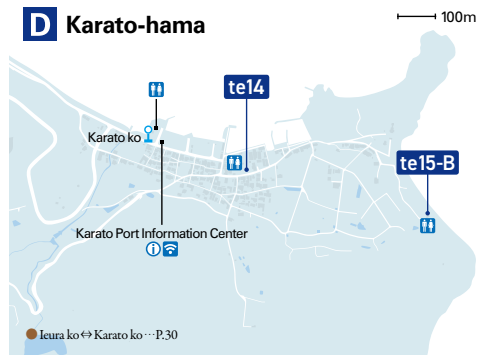 D Karato-hama
100m
te14
Karato ko
te15-B
Karato Port Information Center
i
Ieura ko⇔Karato ko…P.30